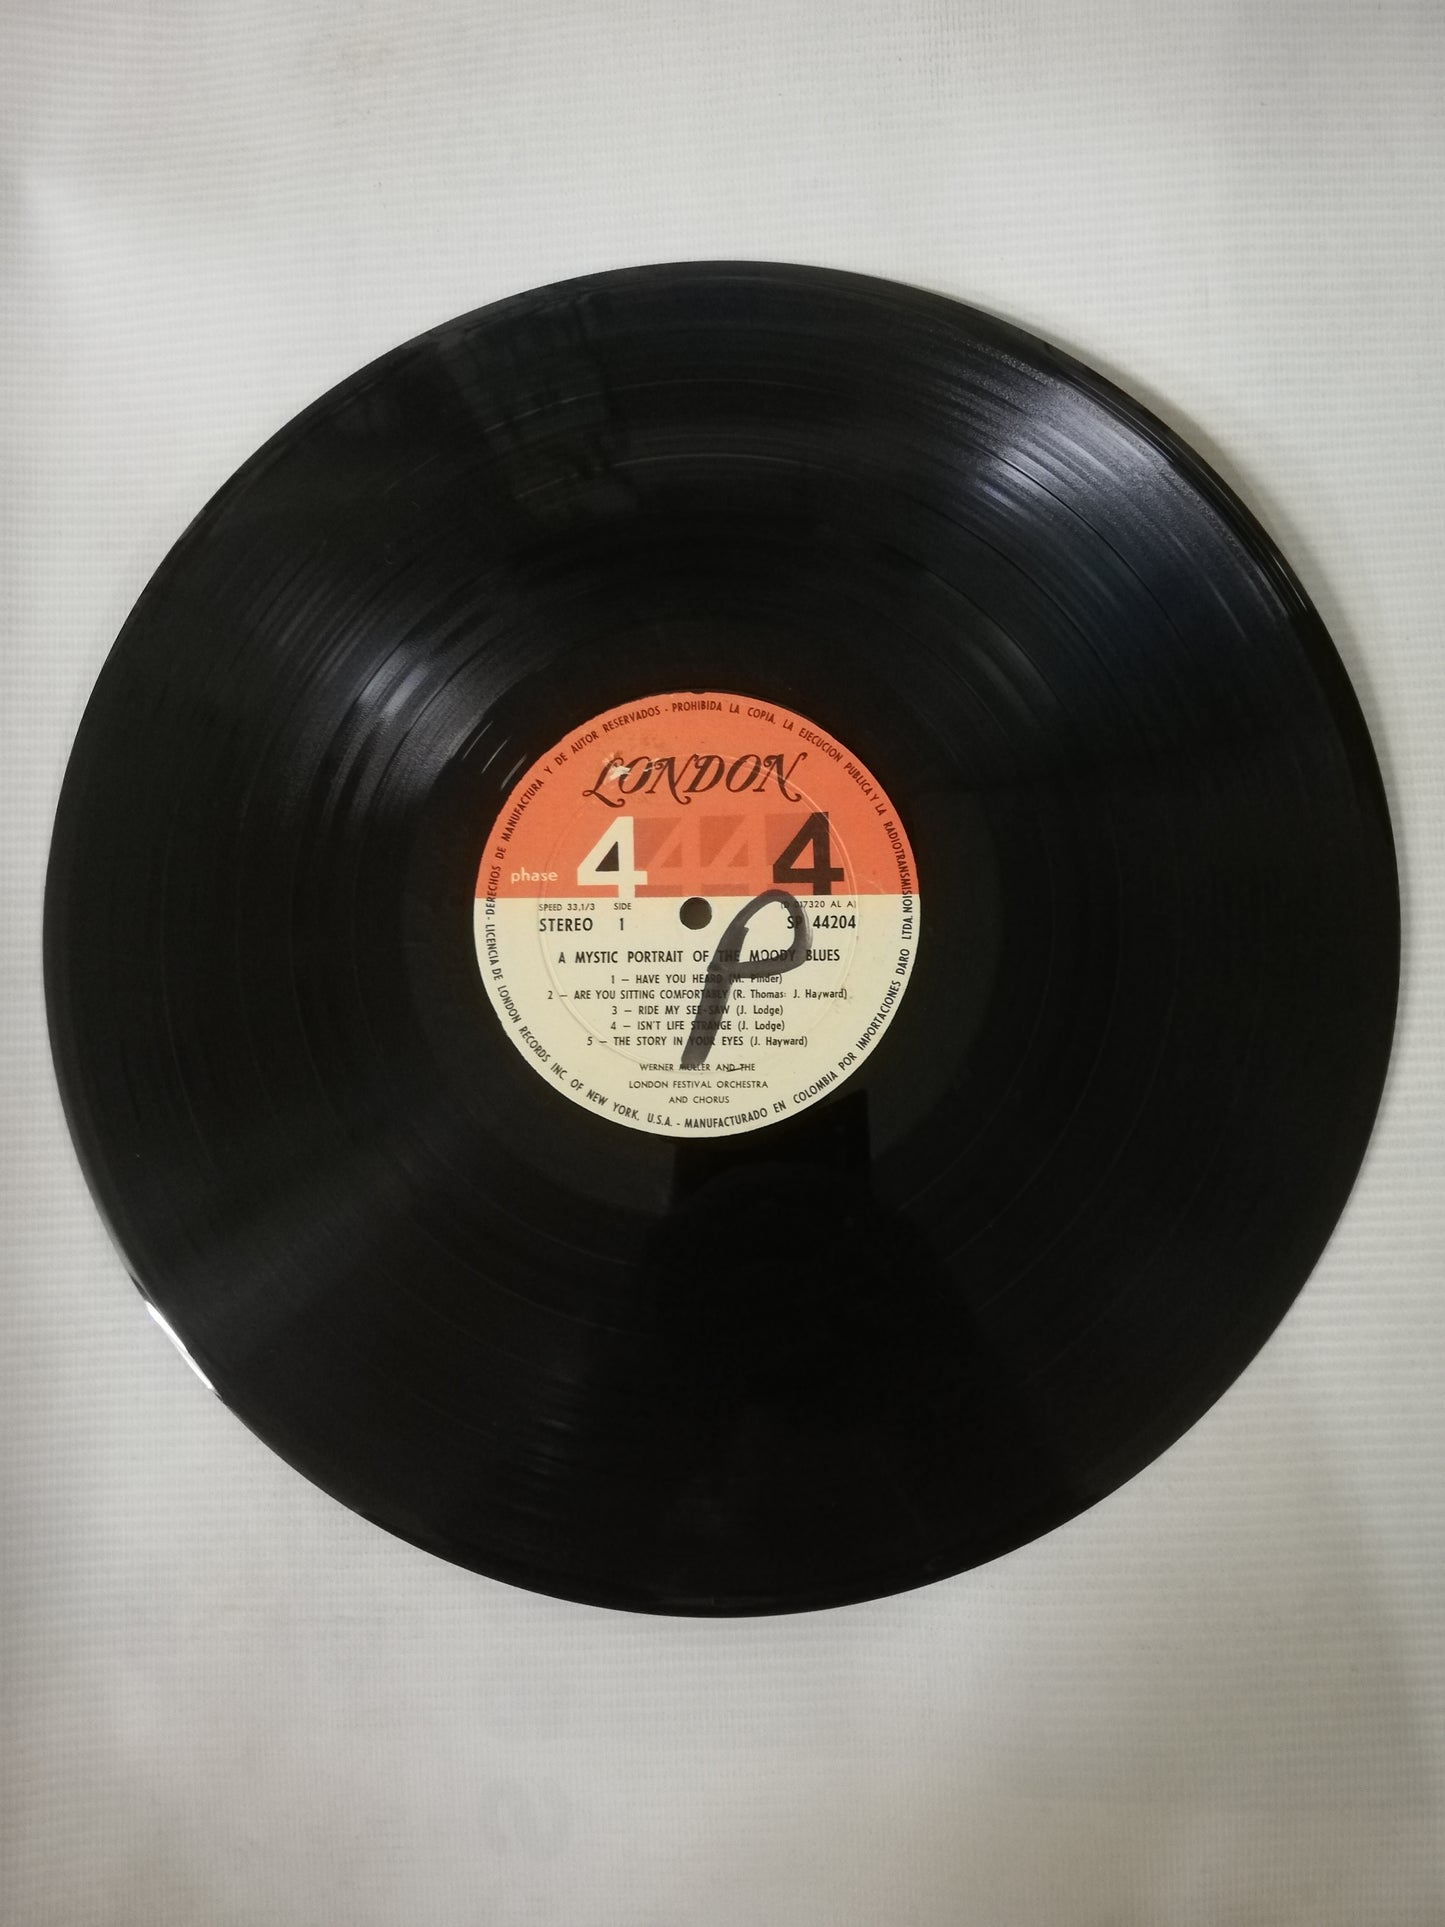 LICENCIA DE LONDON RECORDS INC. OF NEW YORK. U.S.A. - MANUFACTURADO EN COLOMBIA POR IMPORTACIONES DARO LTDA.
- DERECHOS DE MANUFACTURA Y DE AUTOR RESERVADOS - PROHIBIDA LA COPIA, LA EJECUCION PUBLICA Y LA RADIOTRANSMISION.
LONDON
phase 4 4 4 4
SPEED 33,1/3 SIDE 17320 AL A)
STEREO 1 SP 44204
P
A MYSTIC PORTRAIT OF THE MOODY BLUES
1 — HAVE YOU HEARD (M. Pinder)
2 — ARE YOU SITTING COMFORTABLY (R. Thomas: J. Hayward)
3 — RIDE MY SEE-SAW (J. Lodge)
4 — ISN'T LIFE STRANGE (J. Lodge)
5 — THE STORY IN YOUR EYES (J. Hayward)
WERNER MULLER AND THE
LONDON FESTIVAL ORCHESTRA
AND CHORUS